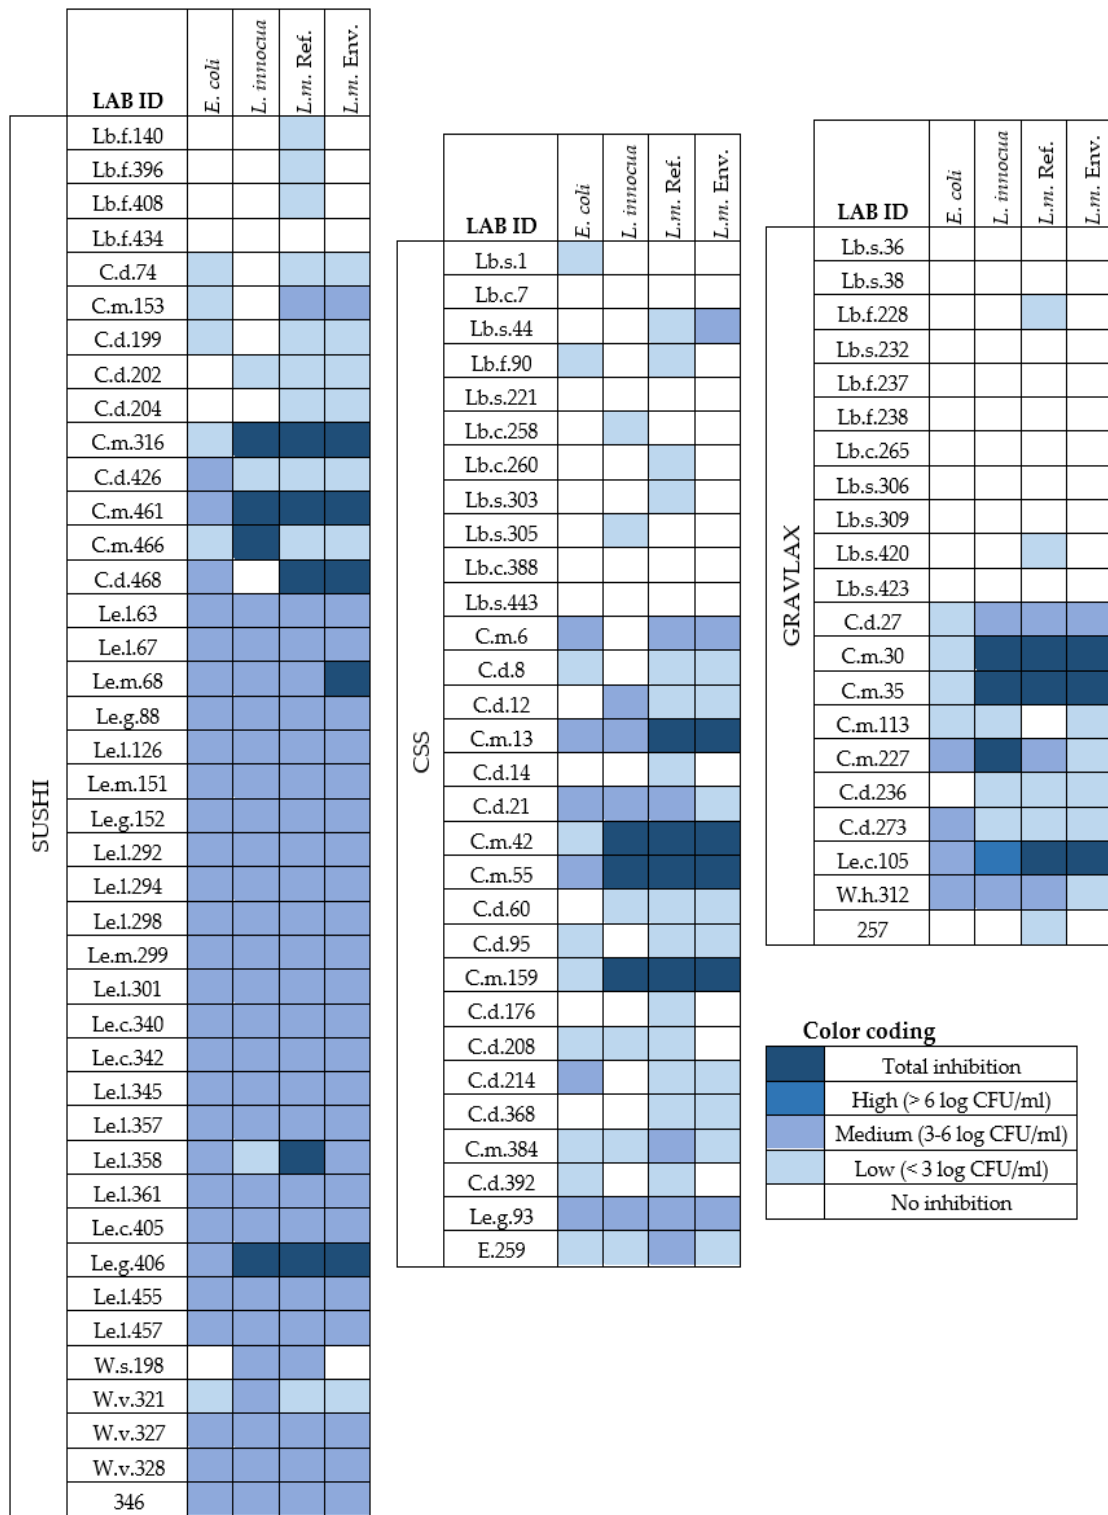 LAB ID E. coli L. innocua L.m. Ref. L.m. Env.
SUSHI
Lb.f.140
Lb.f.396
Lb.f.408
Lb.f.434
C.d.74
C.m.153
C.d.199
C.d.202
C.d.204
C.m.316
C.d.426
C.m.461
C.m.466
C.d.468
Le.l.63
Le.l.67
Le.m.68
Le.g.88
Le.l.126
Le.m.151
Le.g.152
Le.l.292
Le.l.294
Le.l.298
Le.m.299
Le.l.301
Le.c.340
Le.c.342
Le.l.345
Le.l.357
Le.l.358
Le.l.361
Le.c.405
Le.g.406
Le.l.455
Le.l.457
W.s.198
W.v.321
W.v.327
W.v.328
346
LAB ID E. coli L. innocua L.m. Ref. L.m. Env.
CSS
Lb.s.1
Lb.c.7
Lb.s.44
Lb.f.90
Lb.s.221
Lb.c.258
Lb.c.260
Lb.s.303
Lb.s.305
Lb.c.388
Lb.s.443
C.m.6
C.d.8
C.d.12
C.m.13
C.d.14
C.d.21
C.m.42
C.m.55
C.d.60
C.d.95
C.m.159
C.d.176
C.d.208
C.d.214
C.d.368
C.m.384
C.d.392
Le.g.93
E.259
LAB ID E. coli L. innocua L.m. Ref. L.m. Env.
GRAVLAX
Lb.s.36
Lb.s.38
Lb.f.228
Lb.s.232
Lb.f.237
Lb.f.238
Lb.c.265
Lb.s.306
Lb.s.309
Lb.s.420
Lb.s.423
C.d.27
C.m.30
C.m.35
C.m.113
C.m.227
C.d.236
C.d.273
Le.c.105
W.h.312
257
Color coding
Total inhibition
High (> 6 log CFU/ml)
Medium (3-6 log CFU/ml)
Low (< 3 log CFU/ml)
No inhibition